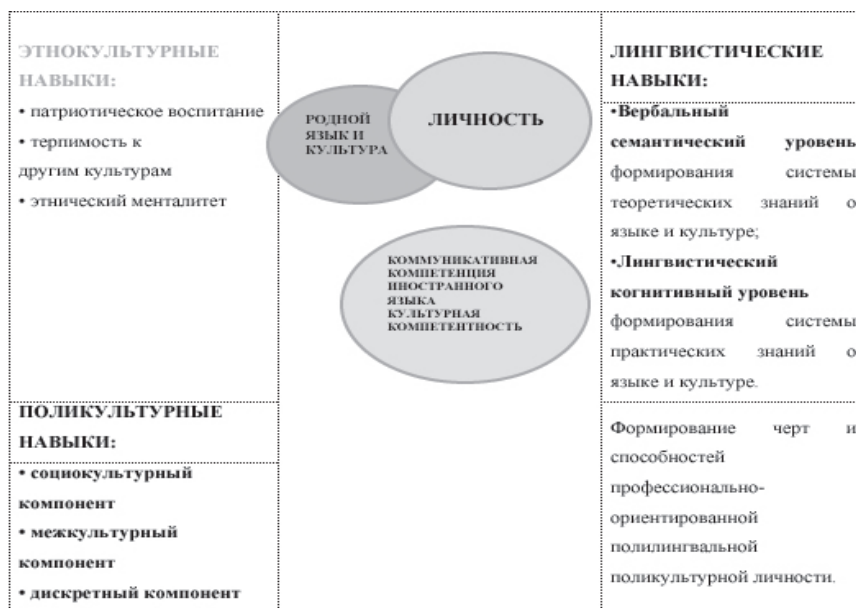 ЭТНОКУЛЬТУРНЫЕ
НАВЫКИ:
• патриотическое воспитание
• терпимость к
другим культурам
• этнический менталитет
ПОЛИКУЛЬТУРНЫЕ
НАВЫКИ:
• социокультурный
компонент
• межкультурный
компонент
• дискретный компонент
РОДНОЙ
ЯЗЫК И
КУЛЬТУРА
ЛИЧНОСТЬ
КОММУНИКАТИВНАЯ
КОМПЕТЕНЦИЯ
ИНОСТРАННОГО
ЯЗЫКА
КУЛЬТУРНАЯ
КОМПЕТЕНТНОСТЬ
ЛИНГВИСТИЧЕСКИЕ
НАВЫКИ:
•Вербальный
семантический уровень
формирования системы
теоретических знаний о
языке и культуре;
•Лингвистический
когнитивный уровень
формирования системы
практических знаний о
языке и культуре.
Формирование черт и
способностей
профессионально-
ориентированной
полилингвальной
поликультурной личности.